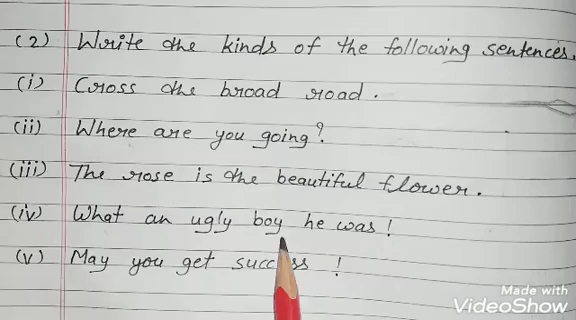 (2) Write the kinds of the following sentences.
(i) Cross the broad road.
(ii) Where are you going?
(iii) The rose is the beautiful flower.
(iv) What an ugly boy he was!
(v) May you get success!
Made with
VideoShow